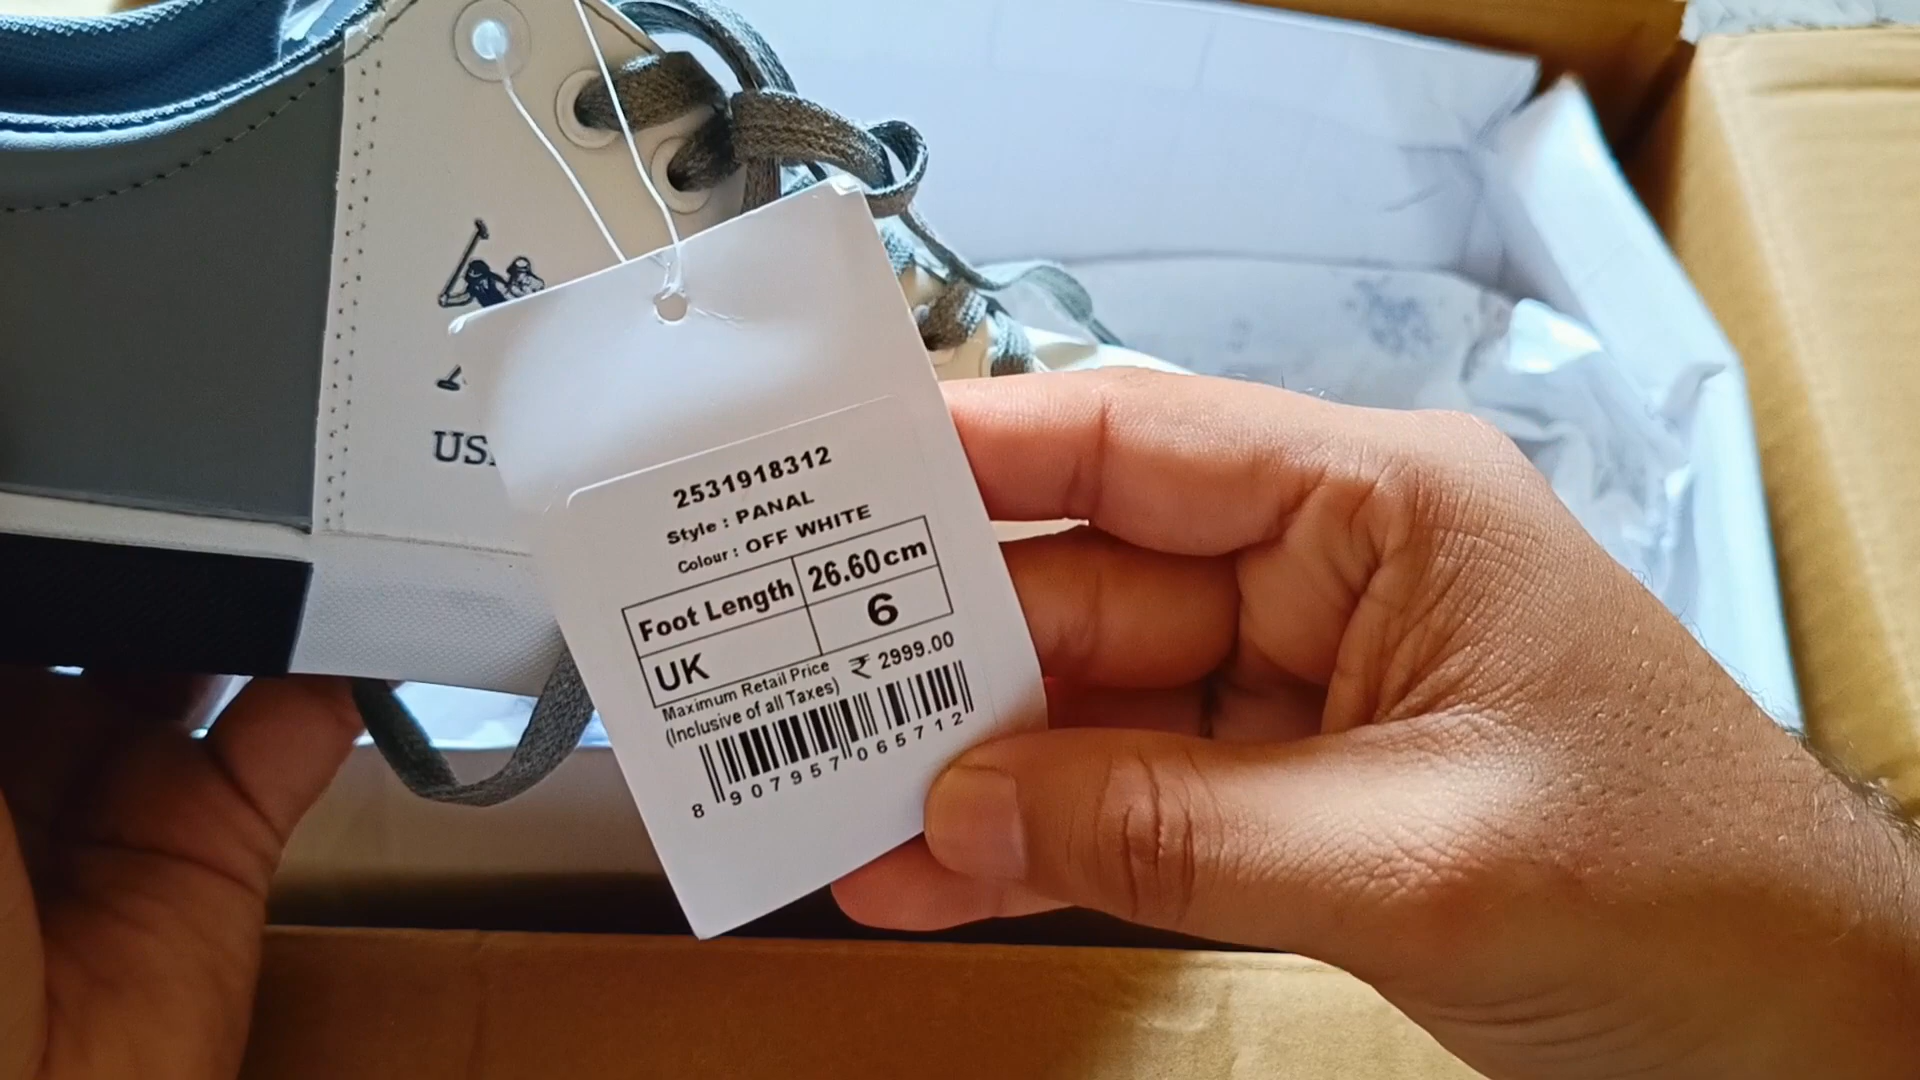 US
2531918312
Style : PANAL
Colour : OFF WHITE
Foot Length 26.60cm
UK 6
Maximum Retail Price ₹ 2999.00
(Inclusive of all Taxes)
8 907957 065712